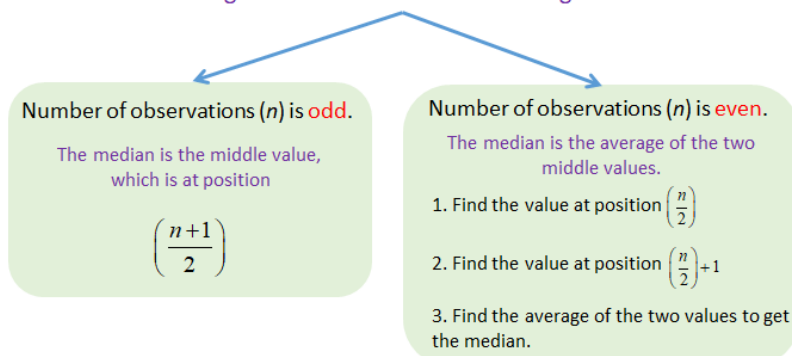 Number of observations (n) is odd.
The median is the middle value,
which is at position
(n+1/2)
Number of observations (n) is even.
The median is the average of the two
middle values.
1. Find the value at position (n/2)
2. Find the value at position (n/2)+1
3. Find the average of the two values to get
the median.